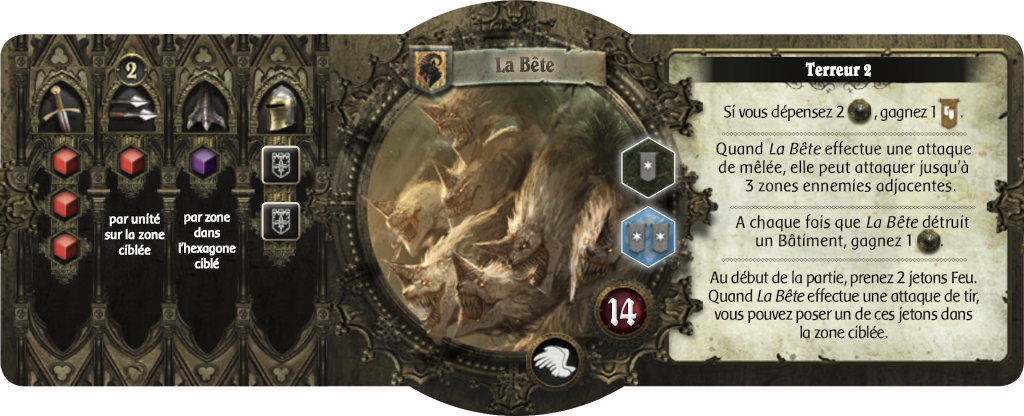 2
par unité
sur la zone
ciblée
par zone
dans
l'hexagone
ciblé
La Bête
14
Terreur 2
Si vous dépensez 2 , gagnez 1 .
Quand La Bête effectue une attaque
de mêlée, elle peut attaquer jusqu'à
3 zones ennemies adjacentes.
A chaque fois que La Bête détruit
un Bâtiment, gagnez 1 .
Au début de la partie, prenez 2 jetons Feu.
Quand La Bête effectue une attaque de tir,
vous pouvez poser un de ces jetons dans
la zone ciblée.